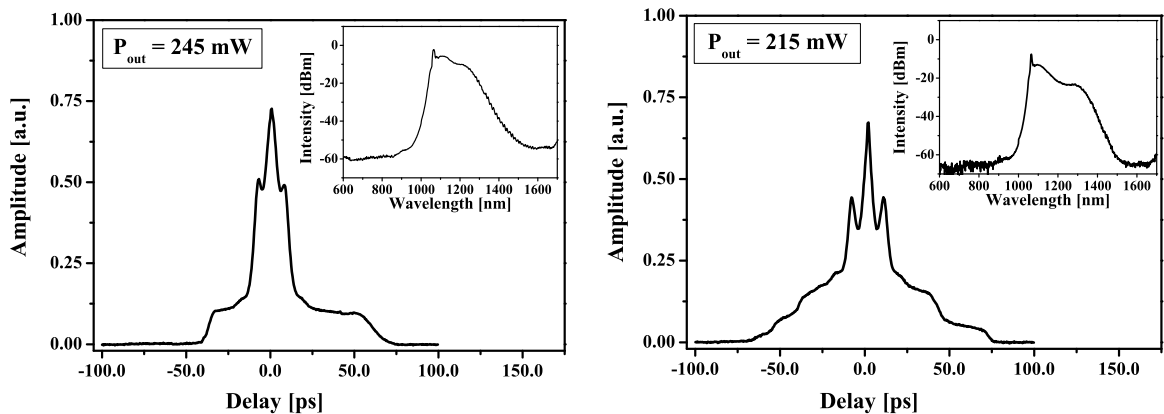 P_out = 245 mW
Amplitude [a.u.]
1.00
0.75
0.50
0.25
0.00
-100.0 -50.0 0.0 50.0 100.0 150.0
Delay [ps]
Intensity [dBm]
0
-20
-40
-60
600 800 1000 1200 1400 1600
Wavelength [nm]
P_out = 215 mW
Amplitude [a.u.]
1.00
0.75
0.50
0.25
0.00
-100.0 -50.0 0.0 50.0 100.0 150.0
Delay [ps]
Intensity [dBm]
0
-20
-40
-60
600 800 1000 1200 1400 1600
Wavelength [nm]